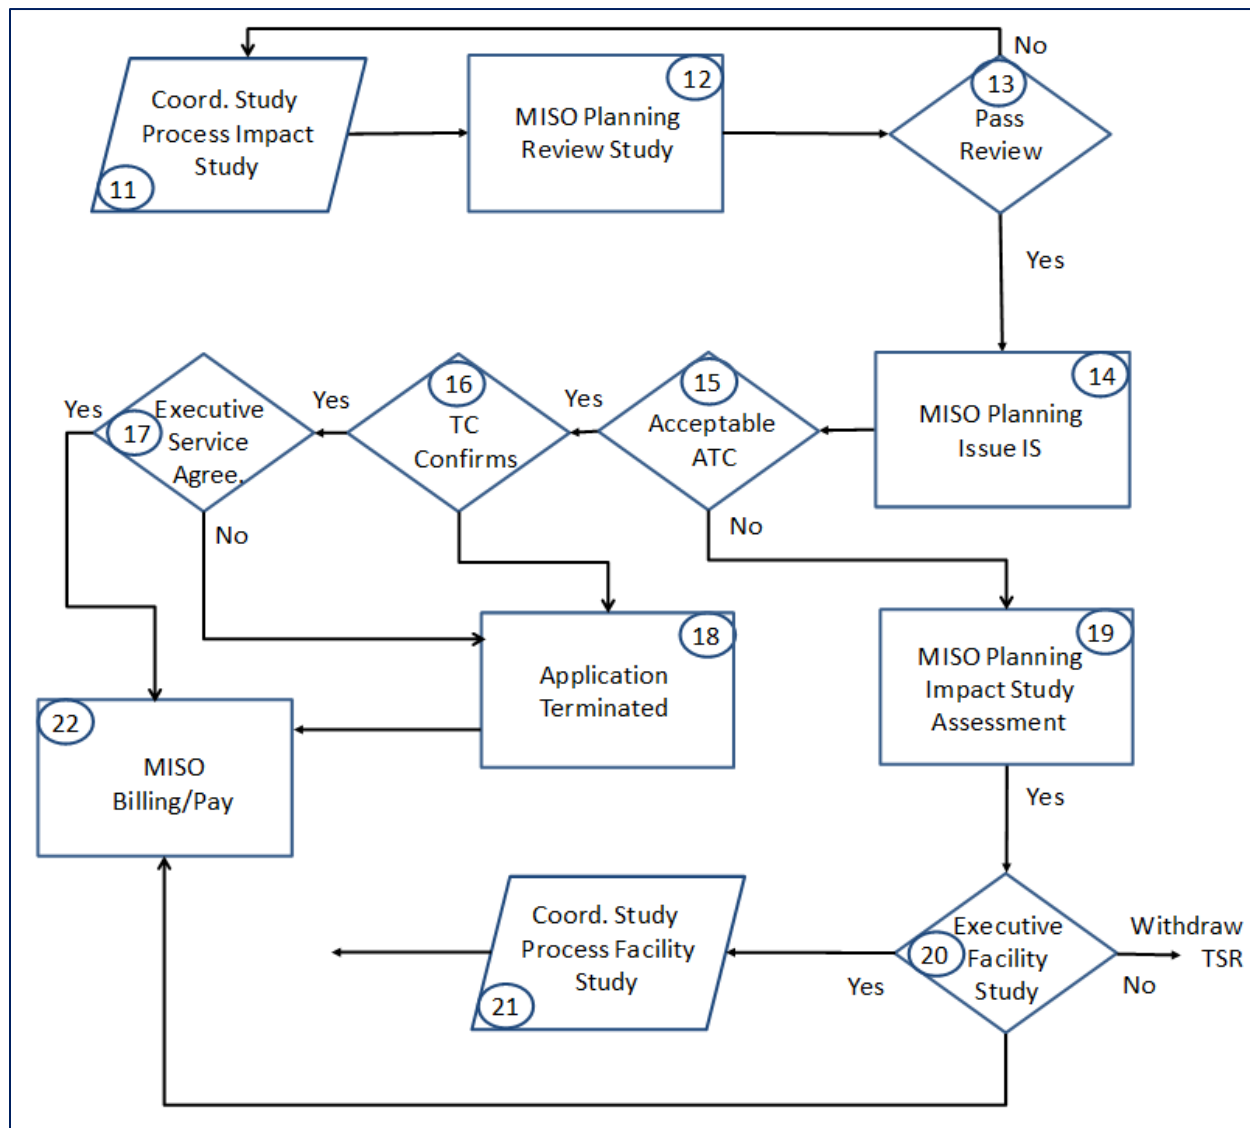 No
Coord. Study
Process Impact
Study
11
MISO Planning
Review Study
12
13
Pass
Review
Yes
Yes
17
Executive
Service
Agree,
No
Yes
16
TC
Confirms
Yes
15
Acceptable
ATC
No
14
MISO Planning
Issue IS
18
Application
Terminated
19
MISO Planning
Impact Study
Assessment
Yes
22
MISO
Billing/Pay
Coord. Study
Process Facility
Study
21
Yes
20
Executive
Facility
Study
Withdraw
TSR
No